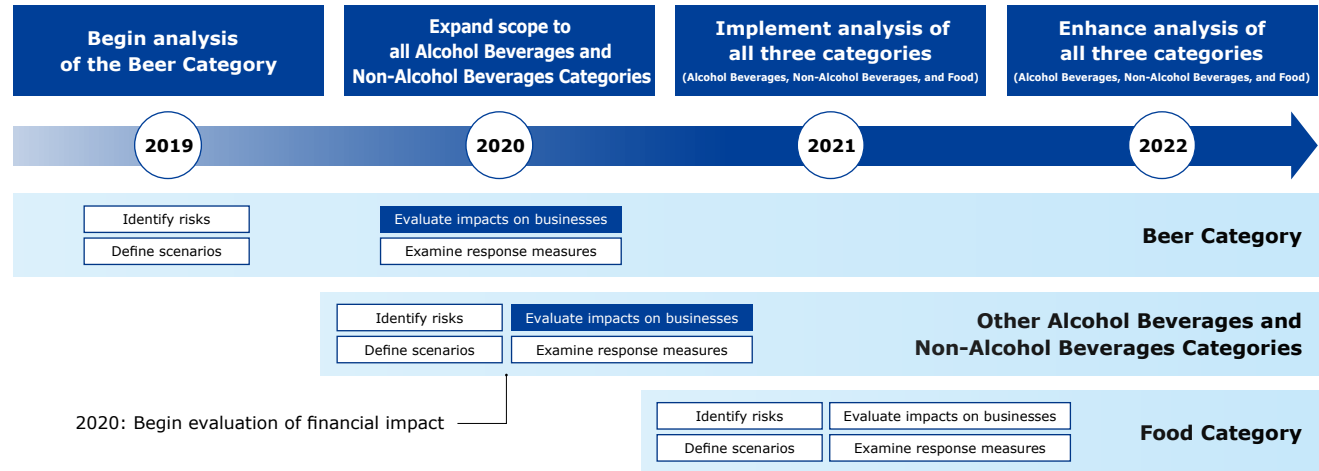 Begin analysis
of the Beer Category
Expand scope to
all Alcohol Beverages and
Non-Alcohol Beverages Categories
Implement analysis of
all three categories
(Alcohol Beverages, Non-Alcohol Beverages, and Food)
Enhance analysis of
all three categories
(Alcohol Beverages, Non-Alcohol Beverages, and Food)
2019
2020
2021
2022
Identify risks
Define scenarios
Evaluate impacts on businesses
Examine response measures
Beer Category
Identify risks
Define scenarios
Evaluate impacts on businesses
Examine response measures
Other Alcohol Beverages and
Non-Alcohol Beverages Categories
2020: Begin evaluation of financial impact
Identify risks
Define scenarios
Evaluate impacts on businesses
Examine response measures
Food Category